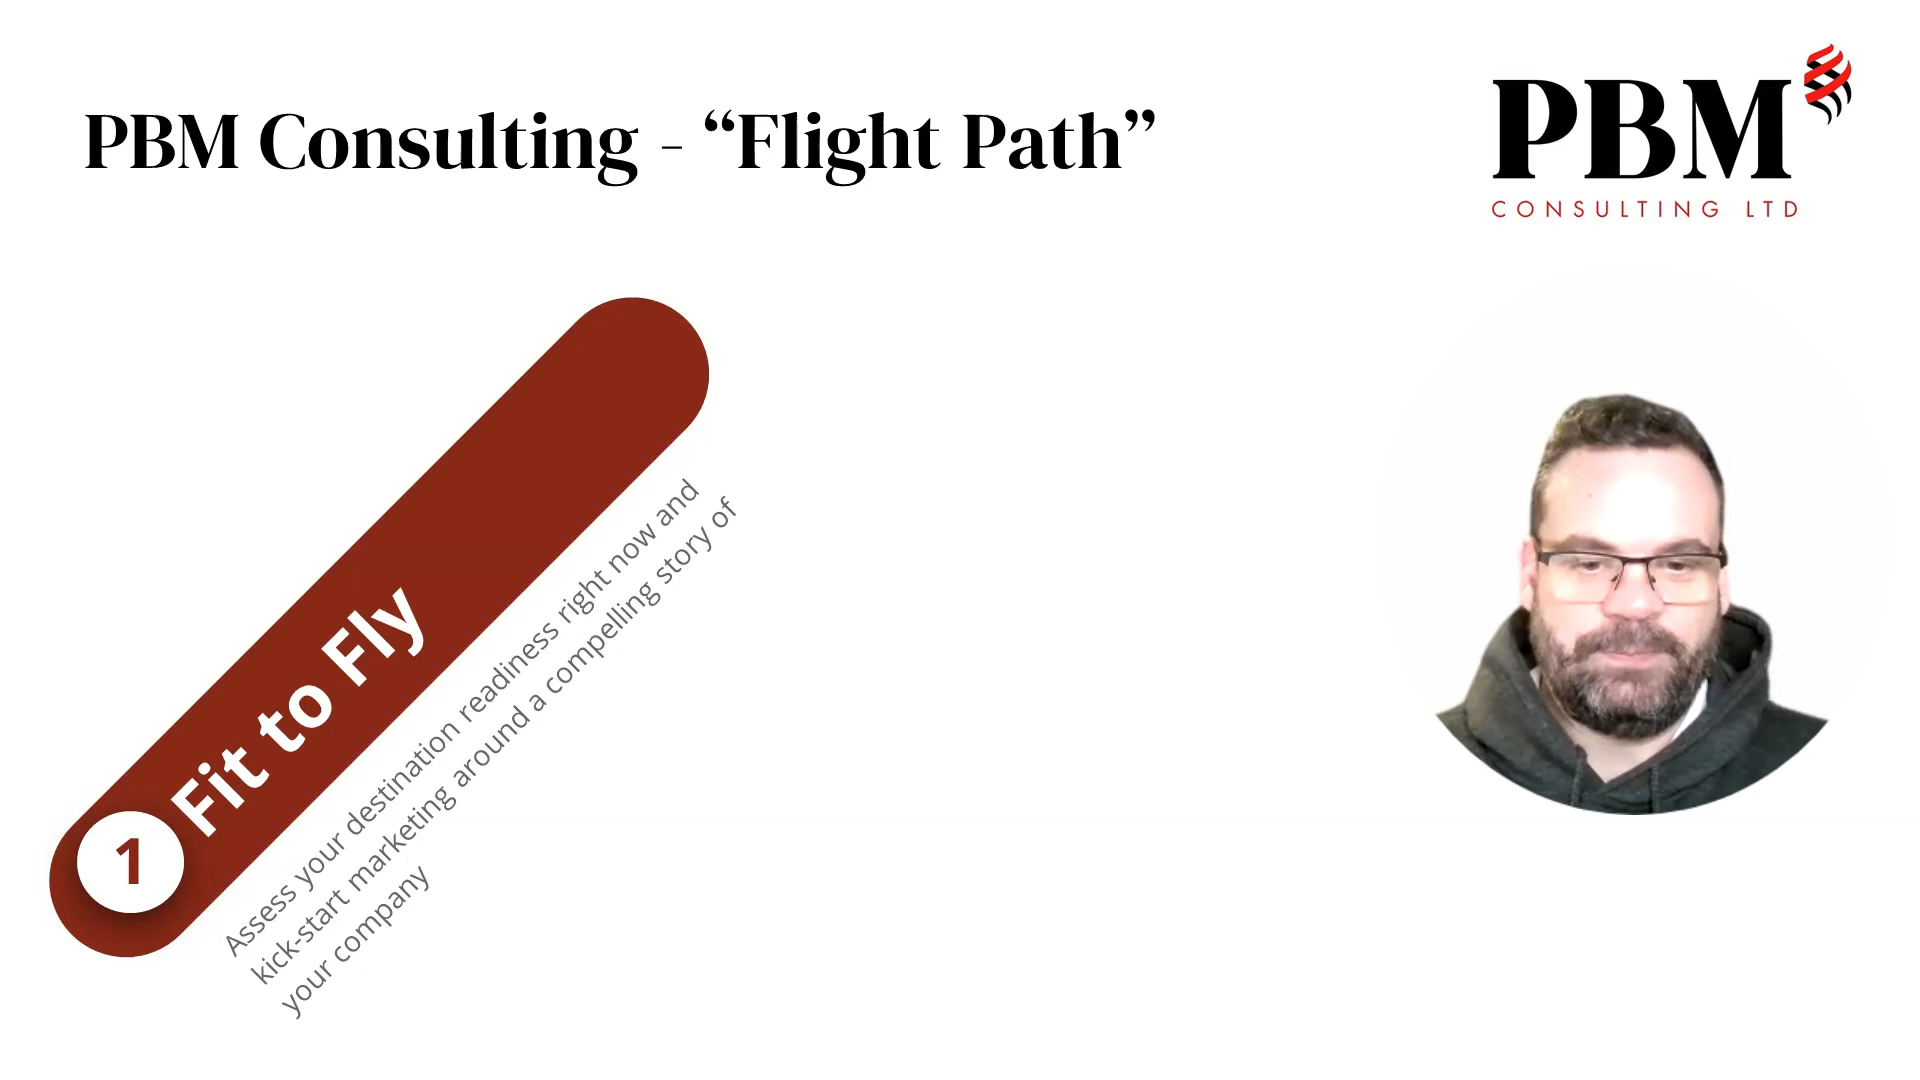 PBM Consulting - “Flight Path”
PBM
CONSULTING LTD
1
Fit to Fly
Assess your destination readiness right now and
kick-start marketing around a compelling story of
your company